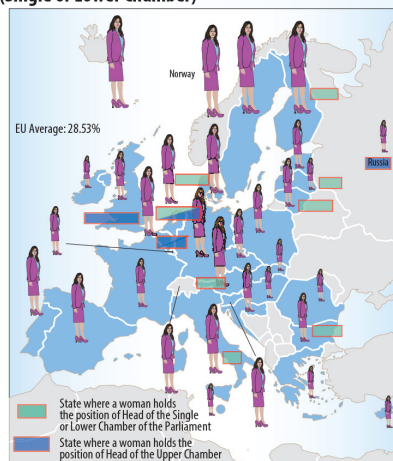 (Single or Lower Chamber)
Norway
EU Average: 28.53%
Russia
State where a woman holds
the position of Head of the Single
or Lower Chamber of the Parliament
State where a woman holds the
position of Head of the Upper Chamber